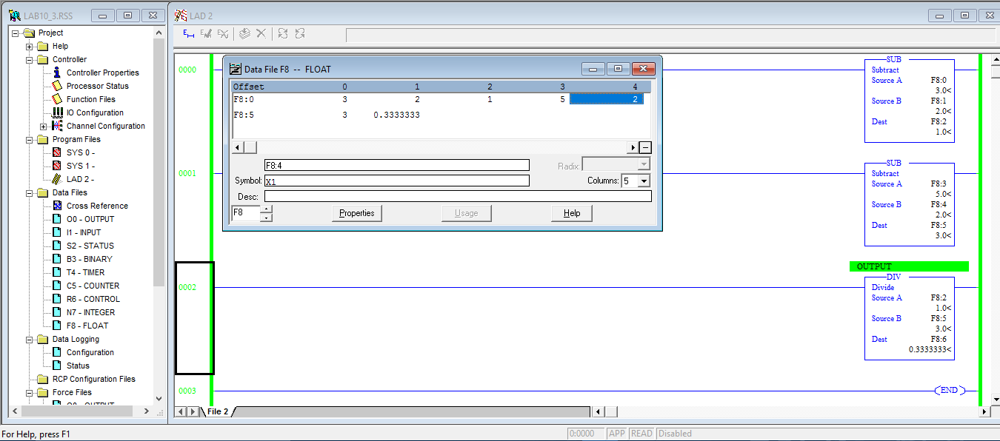 LAB10_3.RSS
Project
Help
Controller
Controller Properties
Processor Status
Function Files
IO Configuration
Channel Configuration
Program Files
SYS 0 -
SYS 1 -
LAD 2 -
Data Files
Cross Reference
O0 - OUTPUT
I1 - INPUT
S2 - STATUS
B3 - BINARY
T4 - TIMER
C5 - COUNTER
R6 - CONTROL
N7 - INTEGER
F8 - FLOAT
Data Logging
Configuration
Status
RCP Configuration Files
Force Files
O0 - OUTPUT
LAD 2
0000
SUB
Subtract
Source A F8:0
3.0<
Source B F8:1
2.0<
Dest F8:2
1.0<
Data File F8 -- FLOAT
Offset 0 1 2 3 4
F8:0 3 2 1 5 2
F8:5 3 0.3333333
F8:4
Radix:
Symbol: X1
Columns: 5
Desc:
F8
Properties
Usage
Help
0001
SUB
Subtract
Source A F8:3
5.0<
Source B F8:4
2.0<
Dest F8:5
3.0<
OUTPUT
0002
DIV
Divide
Source A F8:2
1.0<
Source B F8:5
3.0<
Dest F8:6
0.3333333<
0003
END
File 2
For Help, press F1
0:0000 APP READ Disabled